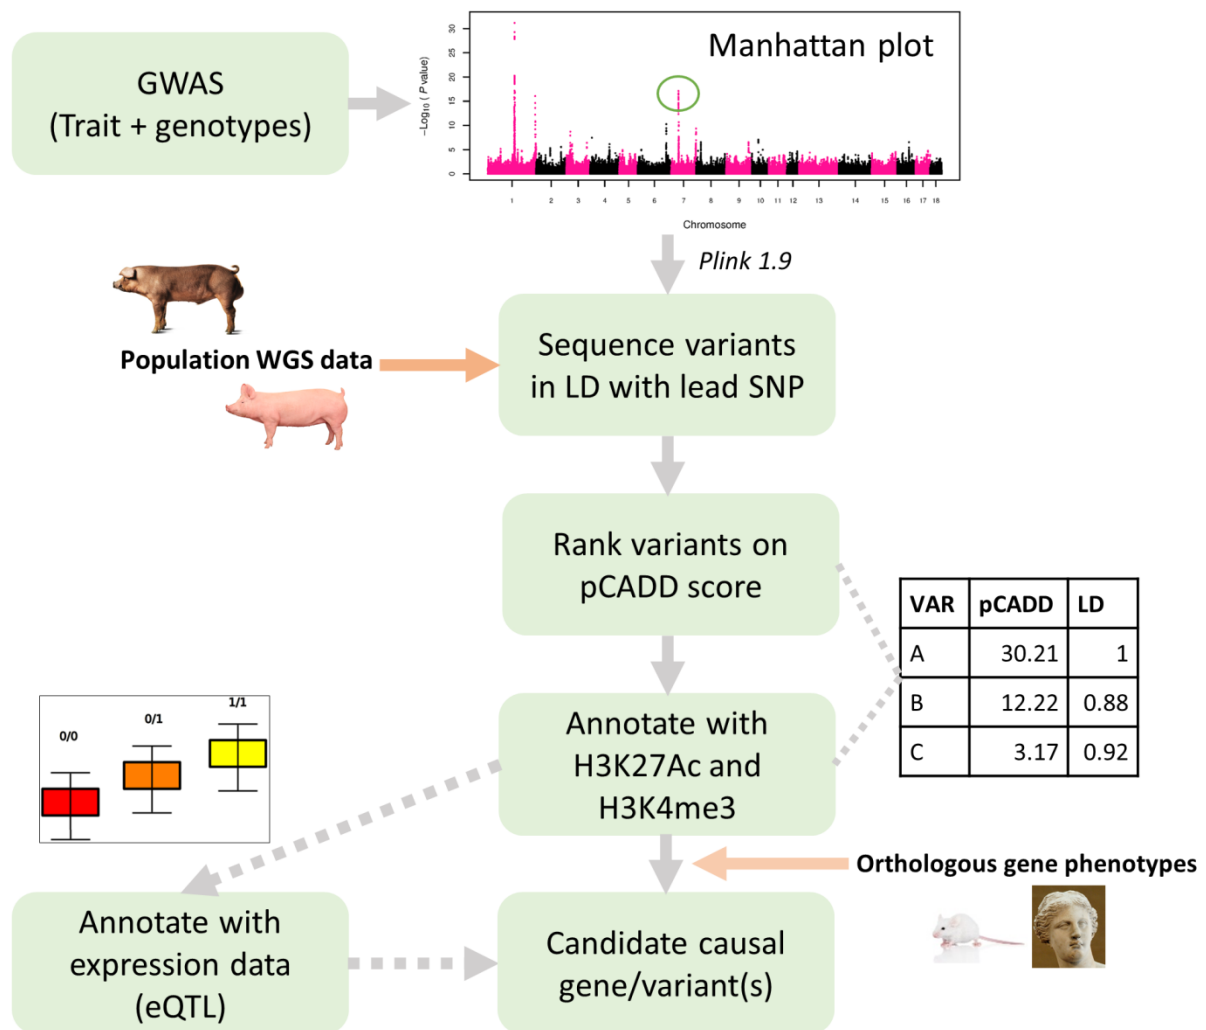 GWAS
(Trait + genotypes)
Manhattan plot
−Log10 ( P value)
30
25
20
15
10
5
0
1 2 3 4 5 6 7 8 9 10 11 12 13 14 15 16 17 18
Chromosome
Plink 1.9
Population WGS data
Sequence variants
in LD with lead SNP
Rank variants on
pCADD score
VAR pCADD LD
A 30.21 1
B 12.22 0.88
C 3.17 0.92
Annotate with
H3K27Ac and
H3K4me3
0/0 0/1 1/1
Orthologous gene phenotypes
Annotate with
expression data
(eQTL)
Candidate causal
gene/variant(s)